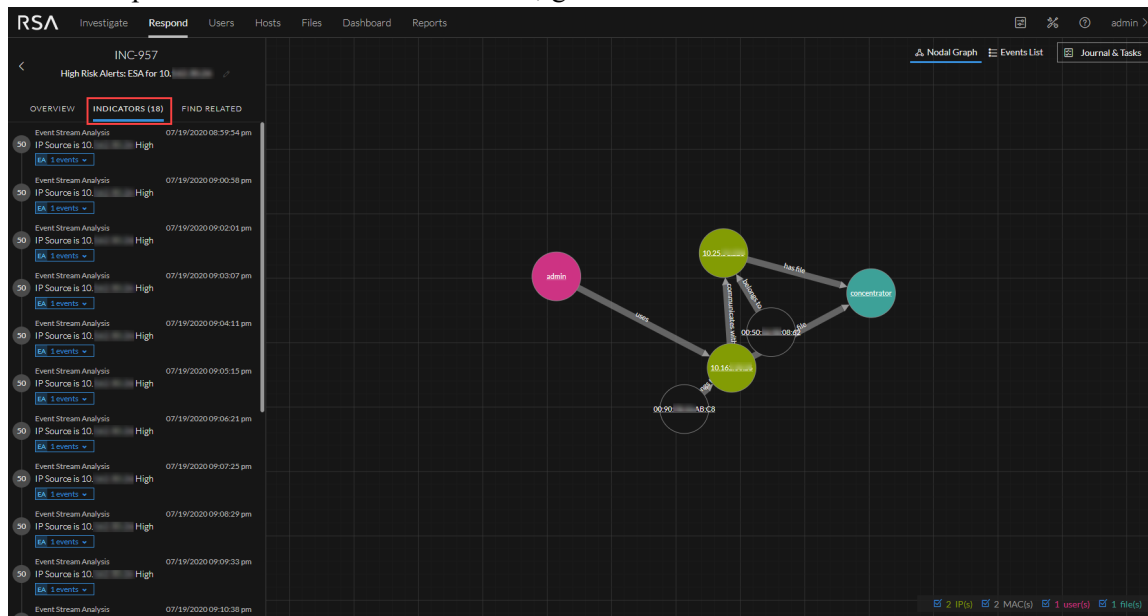 RSA Investigate Respond Users Hosts Files Dashboard Reports admin
INC-957
High Risk Alerts: ESA for 10.
Nodal Graph Events List Journal & Tasks
OVERVIEW INDICATORS (18) FIND RELATED
Event Stream Analysis 07/19/2020 08:59:54 pm
50 IP Source is 10. High
EA 1 events
Event Stream Analysis 07/19/2020 09:00:58 pm
50 IP Source is 10. High
EA 1 events
Event Stream Analysis 07/19/2020 09:02:01 pm
50 IP Source is 10. High
EA 1 events
Event Stream Analysis 07/19/2020 09:03:07 pm
50 IP Source is 10. High
EA 1 events
Event Stream Analysis 07/19/2020 09:04:11 pm
50 IP Source is 10. High
EA 1 events
Event Stream Analysis 07/19/2020 09:05:15 pm
50 IP Source is 10. High
EA 1 events
Event Stream Analysis 07/19/2020 09:06:21 pm
50 IP Source is 10. High
EA 1 events
Event Stream Analysis 07/19/2020 09:07:25 pm
50 IP Source is 10. High
EA 1 events
Event Stream Analysis 07/19/2020 09:08:29 pm
50 IP Source is 10. High
EA 1 events
Event Stream Analysis 07/19/2020 09:09:33 pm
50 IP Source is 10. High
EA 1 events
Event Stream Analysis 07/19/2020 09:10:38 pm
10.25.
has file
admin
belongs to
concentrator
communicates with
uses
00:50: :08:62
file
10.16
00:90: AB:C8
2 IP(s) 2 MAC(s) 1 user(s) 1 file(s)